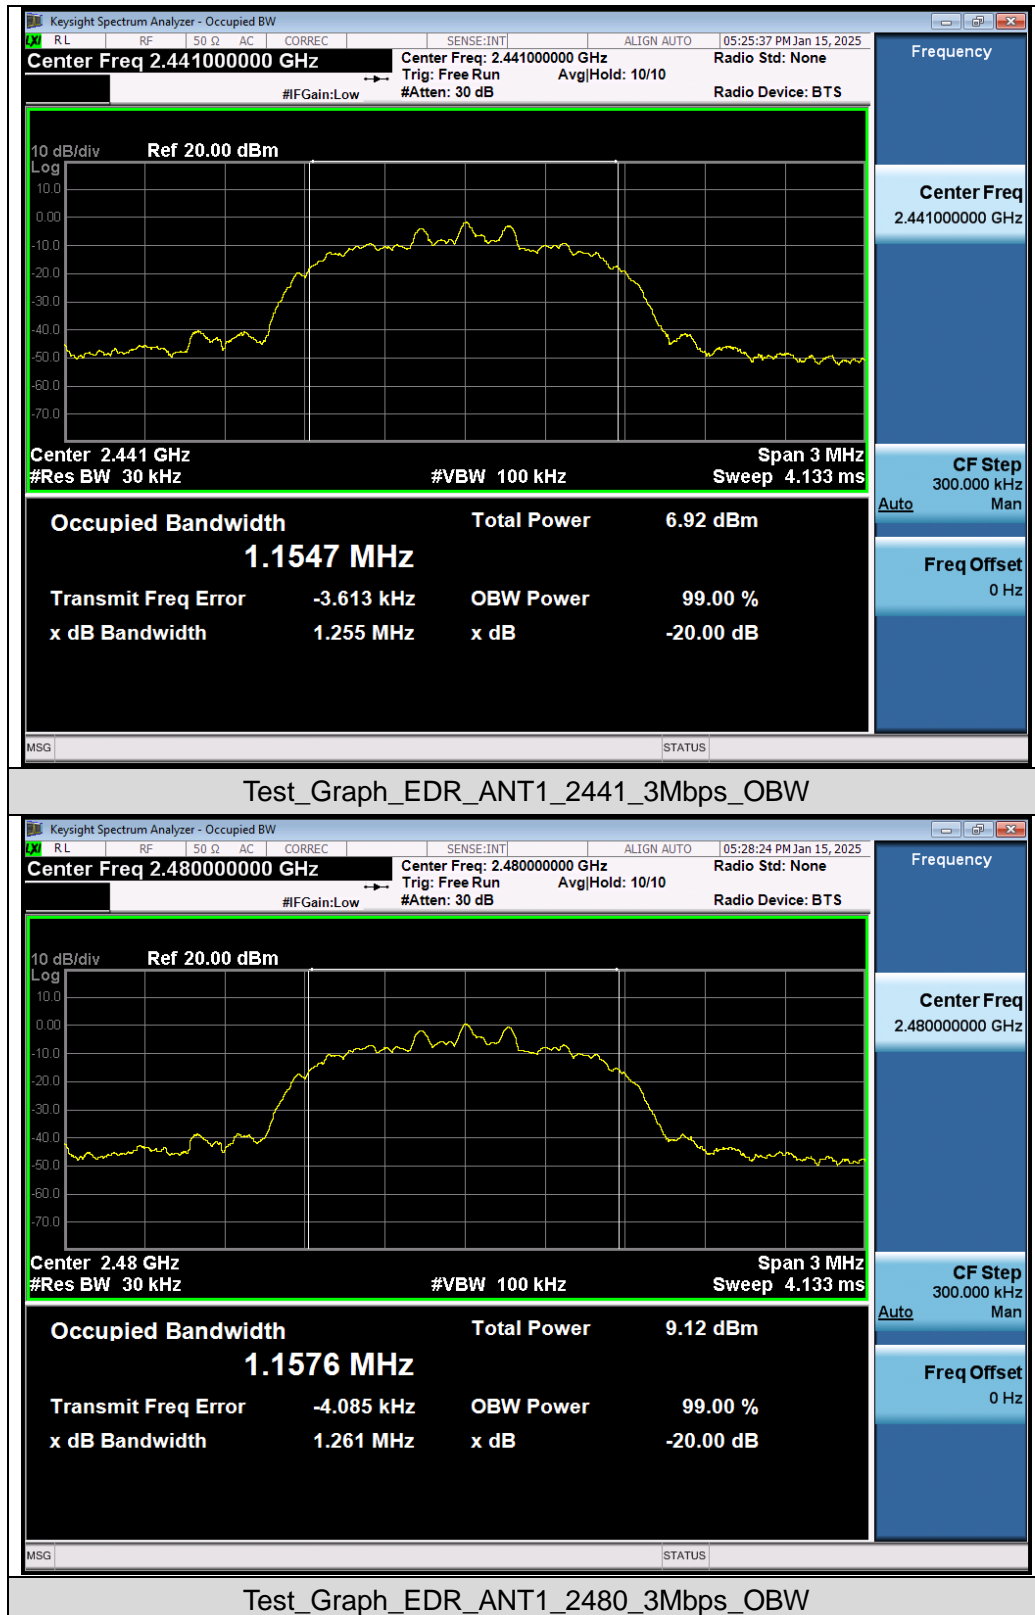 Keysight Spectrum Analyzer - Occupied BW
LXI RL RF 50 Ω AC CORREC SENSE:INT ALIGN AUTO 05:25:37 PM Jan 15, 2025
Center Freq 2.441000000 GHz
Center Freq: 2.441000000 GHz
Radio Std: None
Trig: Free Run Avg|Hold: 10/10
#IFGain:Low
#Atten: 30 dB
Radio Device: BTS
Frequency
10 dB/div Ref 20.00 dBm
Log
10.0
0.00
-10.0
-20.0
-30.0
-40.0
-50.0
-60.0
-70.0
Center Freq
2.441000000 GHz
Center 2.441 GHz Span 3 MHz
#Res BW 30 kHz #VBW 100 kHz Sweep 4.133 ms
CF Step
300.000 kHz
Auto Man
Occupied Bandwidth Total Power 6.92 dBm
1.1547 MHz
Transmit Freq Error -3.613 kHz OBW Power 99.00 %
x dB Bandwidth 1.255 MHz x dB -20.00 dB
Freq Offset
0 Hz
MSG STATUS
Test_Graph_EDR_ANT1_2441_3Mbps_OBW
Keysight Spectrum Analyzer - Occupied BW
LXI RL RF 50 Ω AC CORREC SENSE:INT ALIGN AUTO 05:28:24 PM Jan 15, 2025
Center Freq 2.480000000 GHz
Center Freq: 2.480000000 GHz
Radio Std: None
Trig: Free Run Avg|Hold: 10/10
#IFGain:Low
#Atten: 30 dB
Radio Device: BTS
Frequency
10 dB/div Ref 20.00 dBm
Log
10.0
0.00
-10.0
-20.0
-30.0
-40.0
-50.0
-60.0
-70.0
Center Freq
2.480000000 GHz
Center 2.48 GHz Span 3 MHz
#Res BW 30 kHz #VBW 100 kHz Sweep 4.133 ms
CF Step
300.000 kHz
Auto Man
Occupied Bandwidth Total Power 9.12 dBm
1.1576 MHz
Transmit Freq Error -4.085 kHz OBW Power 99.00 %
x dB Bandwidth 1.261 MHz x dB -20.00 dB
Freq Offset
0 Hz
MSG STATUS
Test_Graph_EDR_ANT1_2480_3Mbps_OBW